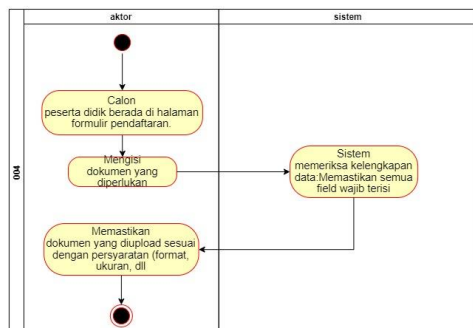 aktor
sistem
004
Calon
peserta didik berada di halaman
formulir pendaftaran.
Mengisi
dokumen yang
diperlukan
Sistem
memeriksa kelengkapan
data:Memastikan semua
field wajib terisi
Memastikan
dokumen yang diupload sesuai
dengan persyaratan (format,
ukuran, dll